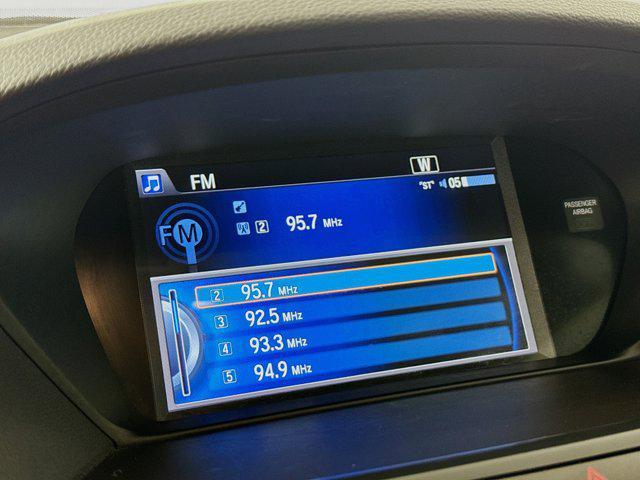 FM
W
"ST" 05
FM
2 95.7 MHz
2 95.7 MHz
3 92.5 MHz
4 93.3 MHz
5 94.9 MHz
PASSENGER
AIRBAG